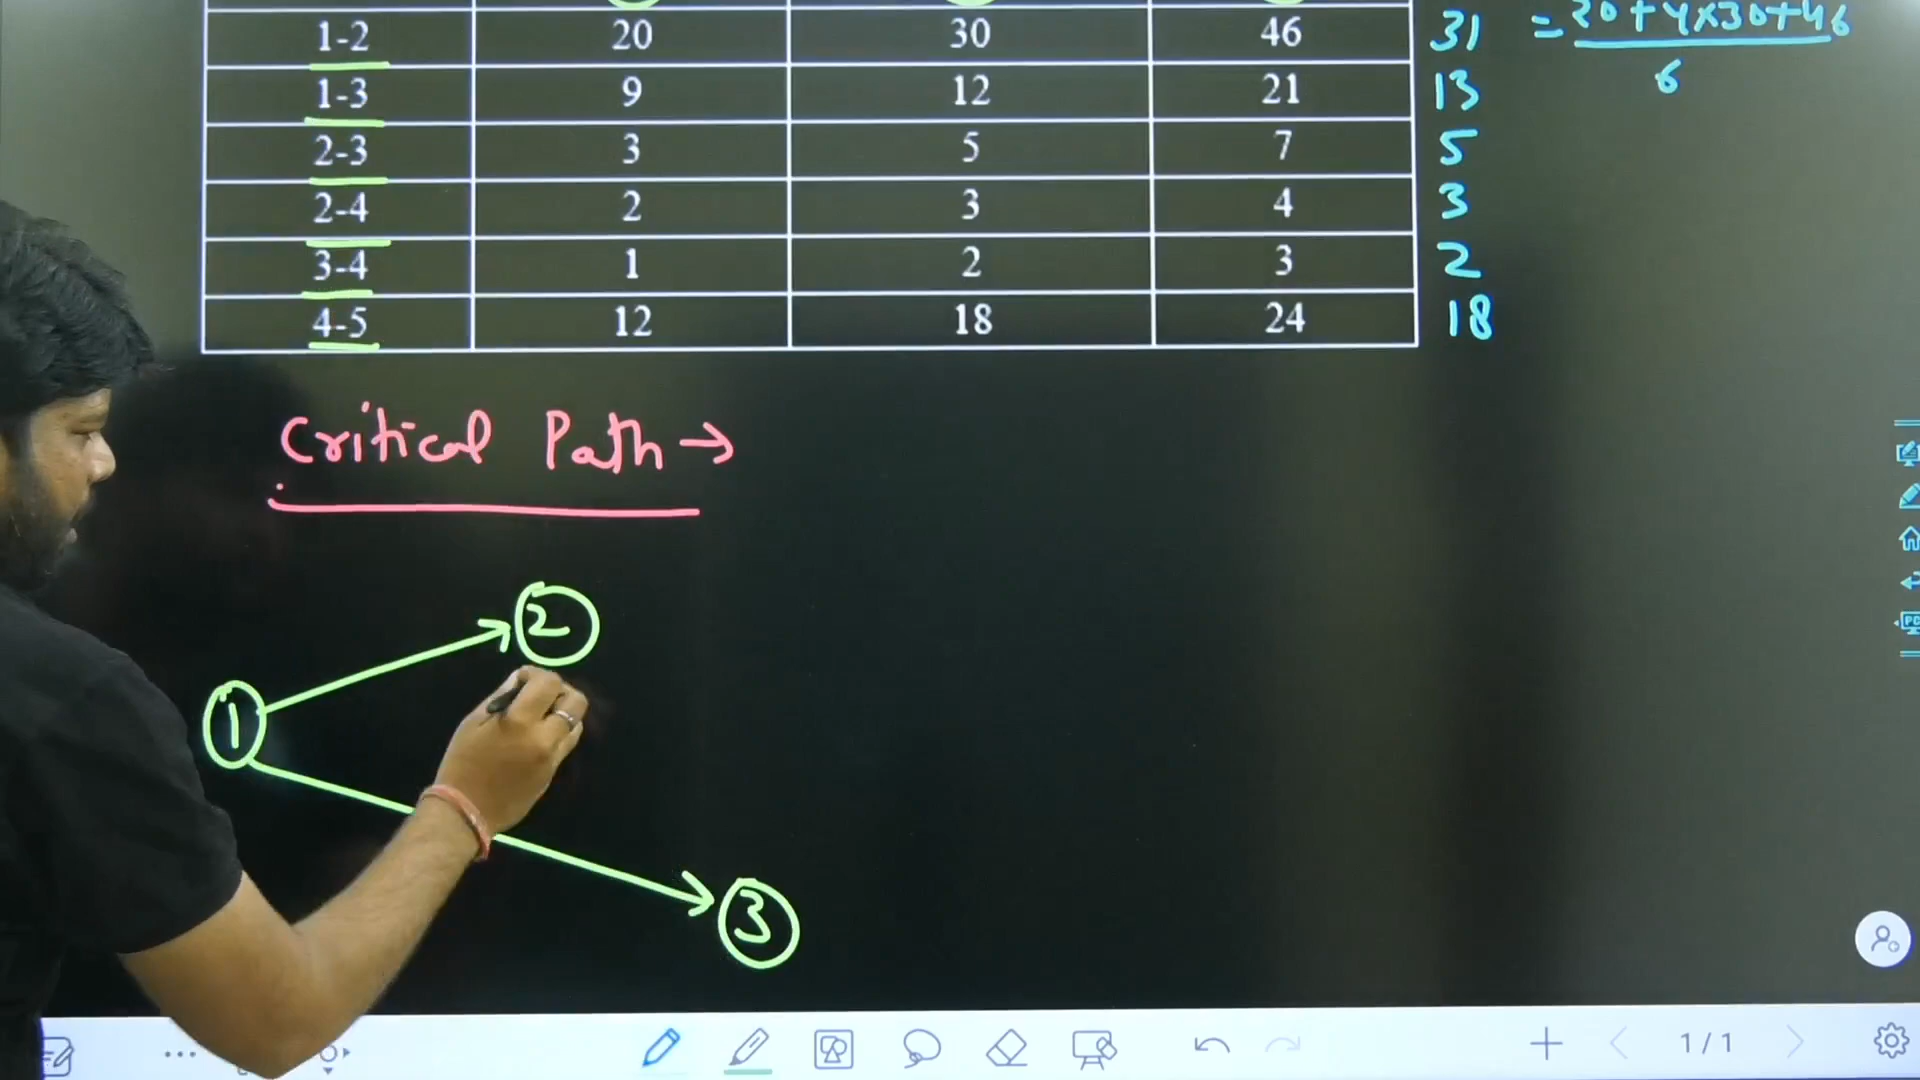 1-2 20 30 46 31 = 20+4×30+46
6
1-3 9 12 21 13
2-3 3 5 7 5
2-4 2 3 4 3
3-4 1 2 3 2
4-5 12 18 24 18
Critical Path →
2
1
3
1/1